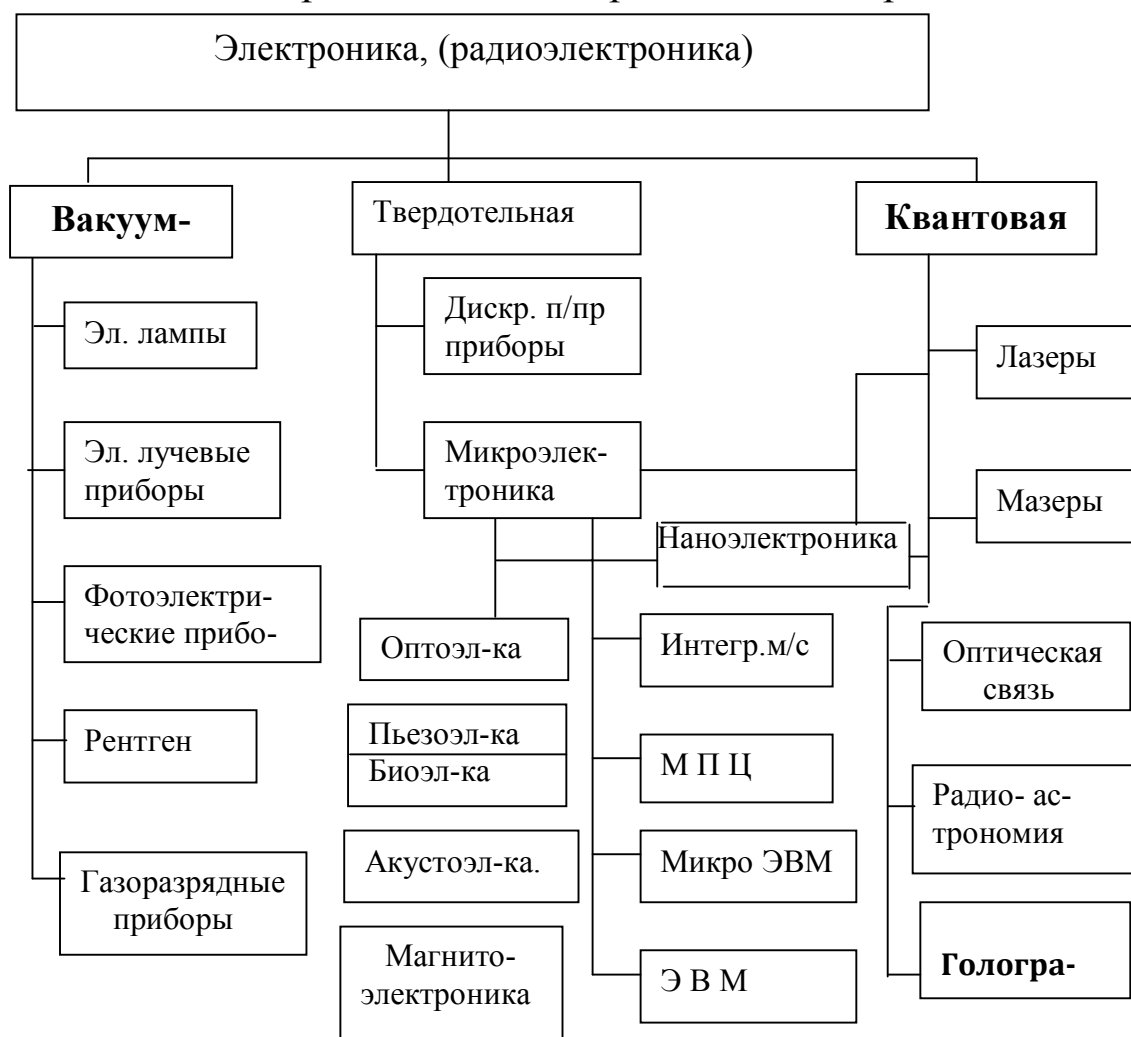 Электроника, (радиоэлектроника)
Вакуум-
Твердотельная
Квантовая
Эл. лампы
Дискр. п/пр
приборы
Лазеры
Эл. лучевые
приборы
Микроэлек-
троника
Мазеры
Наноэлектроника
Фотоэлектри-
ческие прибо-
Оптоэл-ка
Интегр.м/с
Оптическая
связь
Рентген
Пьезоэл-ка
Биоэл-ка
М П Ц
Радио- ас-
трономия
Газоразрядные
приборы
Акустоэл-ка.
Микро ЭВМ
Магнито-
электроника
Э В М
Гологра-